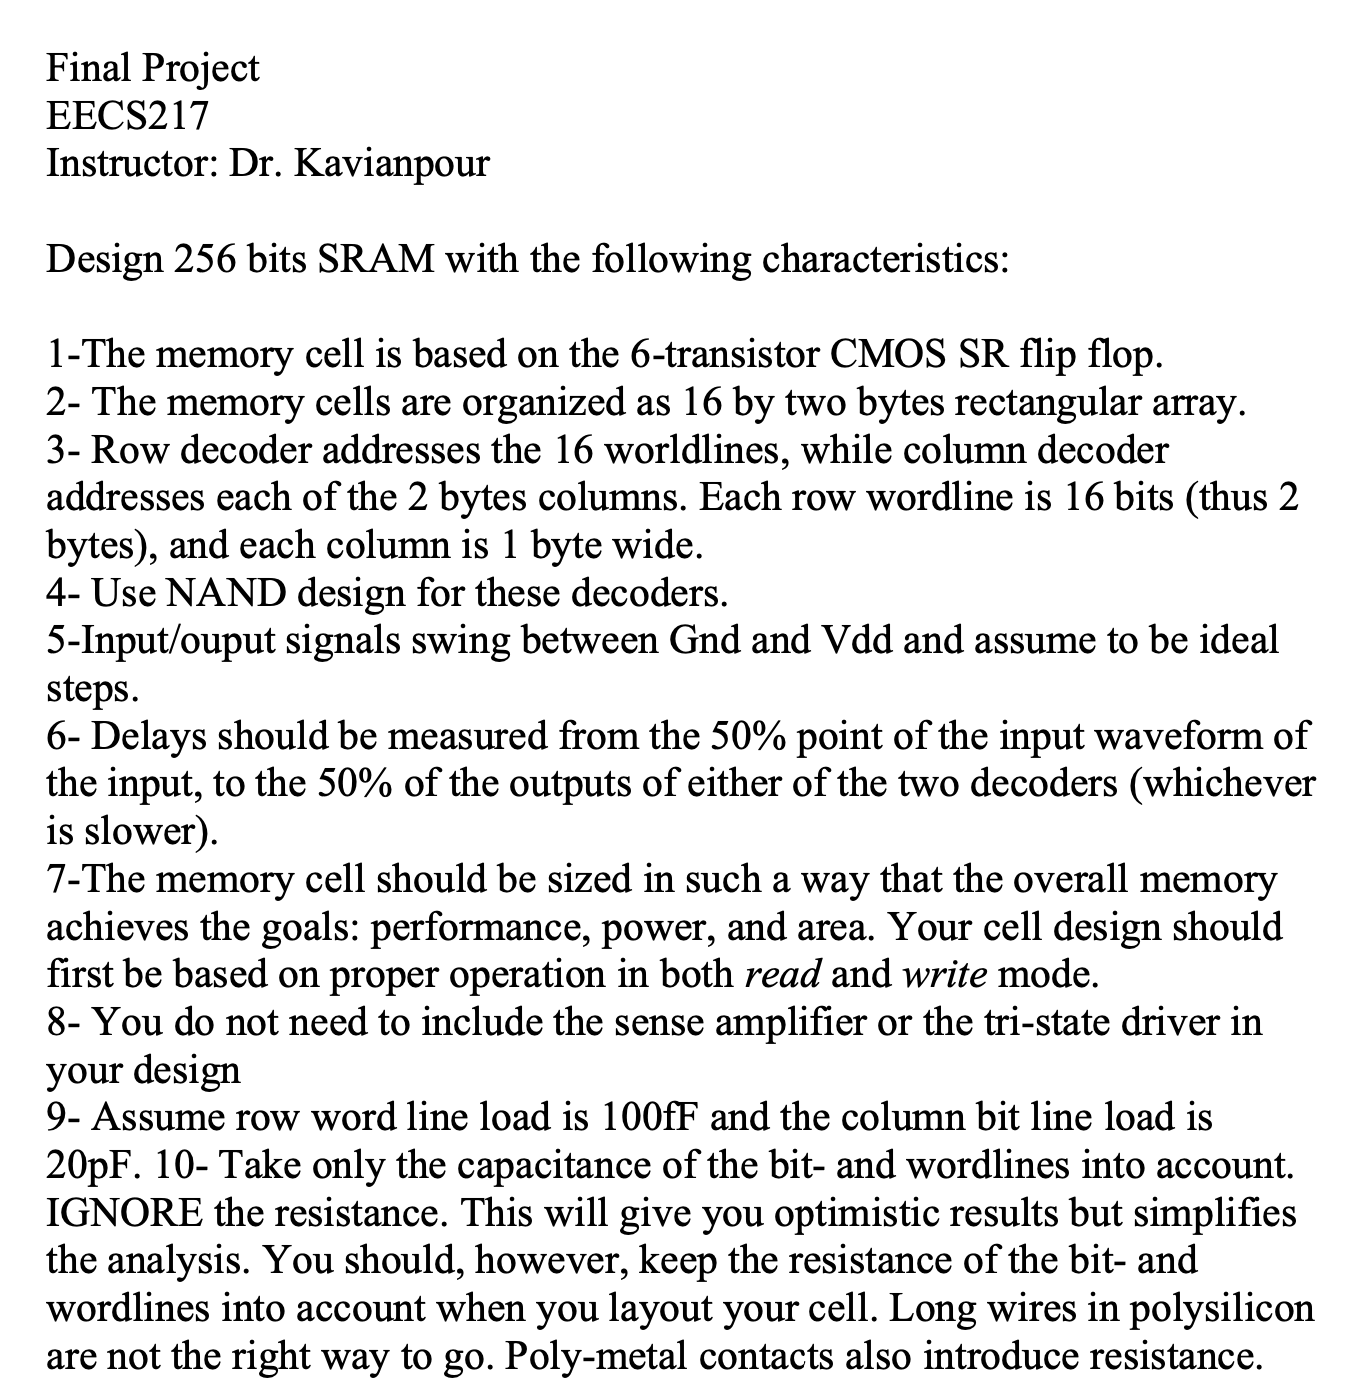 Final Project
EECS217
Instructor: Dr. Kavianpour
Design 256 bits SRAM with the following characteristics:
1-The memory cell is based on the 6-transistor CMOS SR flip flop.
2- The memory cells are organized as 16 by two bytes rectangular array.
3- Row decoder addresses the 16 worldlines, while column decoder
addresses each of the 2 bytes columns. Each row wordline is 16 bits (thus 2
bytes), and each column is 1 byte wide.
4- Use NAND design for these decoders.
5-Input/ouput signals swing between Gnd and Vdd and assume to be ideal
steps.
6- Delays should be measured from the 50% point of the input waveform of
the input, to the 50% of the outputs of either of the two decoders (whichever
is slower).
7-The memory cell should be sized in such a way that the overall memory
achieves the goals: performance, power, and area. Your cell design should
first be based on proper operation in both read and write mode.
8- You do not need to include the sense amplifier or the tri-state driver in
your design
9- Assume row word line load is 100fF and the column bit line load is
20pF. 10- Take only the capacitance of the bit- and wordlines into account.
IGNORE the resistance. This will give you optimistic results but simplifies
the analysis. You should, however, keep the resistance of the bit- and
wordlines into account when you layout your cell. Long wires in polysilicon
are not the right way to go. Poly-metal contacts also introduce resistance.